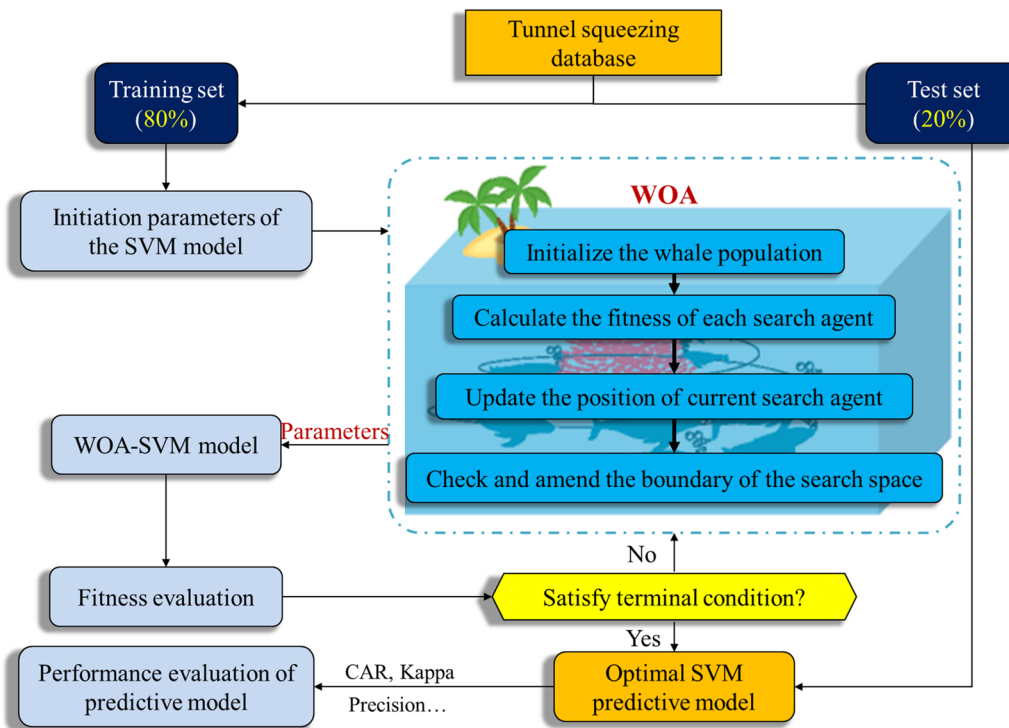 Tunnel squeezing
database
Training set
(80%)
Test set
(20%)
Initiation parameters of
the SVM model
WOA
Initialize the whale population
Calculate the fitness of each search agent
Update the position of current search agent
Check and amend the boundary of the search space
Parameters
WOA-SVM model
No
Fitness evaluation
Satisfy terminal condition?
Yes
Optimal SVM
predictive model
CAR, Kappa
Precision…
Performance evaluation of
predictive model